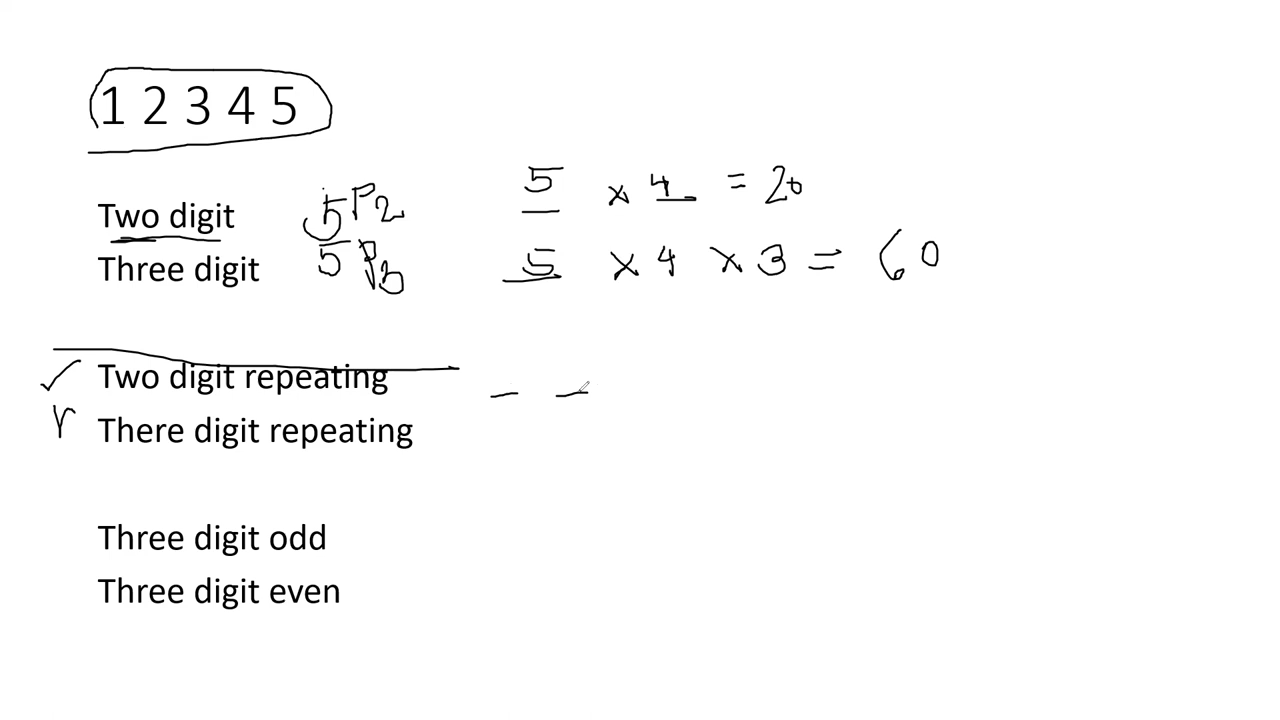 1 2 3 4 5
Two digit 5P2 5 × 4 = 20
Three digit 5P3 5 × 4 × 3 = 60
Two digit repeating
There digit repeating
Three digit odd
Three digit even